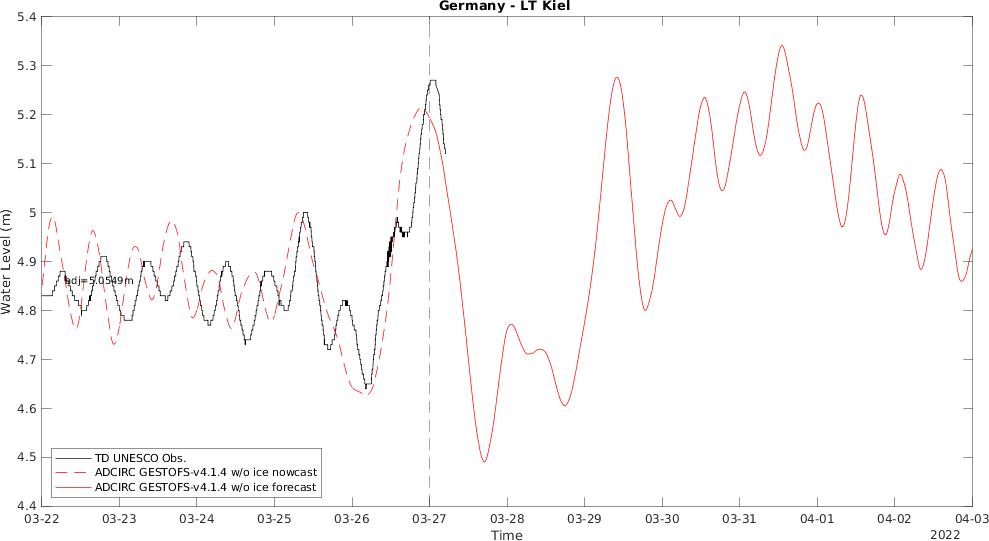 Germany - LT Kiel
5.4
5.3
5.2
5.1
5
4.9
4.8
4.7
4.6
4.5
4.4
Water Level (m)
adj=5.0549m
TD UNESCO Obs.
ADCIRC GESTOFS-v4.1.4 w/o ice nowcast
ADCIRC GESTOFS-v4.1.4 w/o ice forecast
03-22 03-23 03-24 03-25 03-26 03-27 03-28 03-29 03-30 03-31 04-01 04-02 04-03
Time
2022